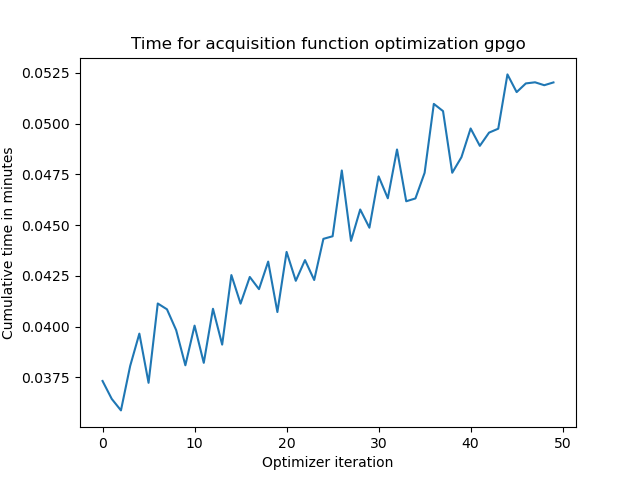 Time for acquisition function optimization gpgo
0.0525
0.0500
0.0475
0.0450
0.0425
0.0400
0.0375
Cumulative time in minutes
0 10 20 30 40 50
Optimizer iteration